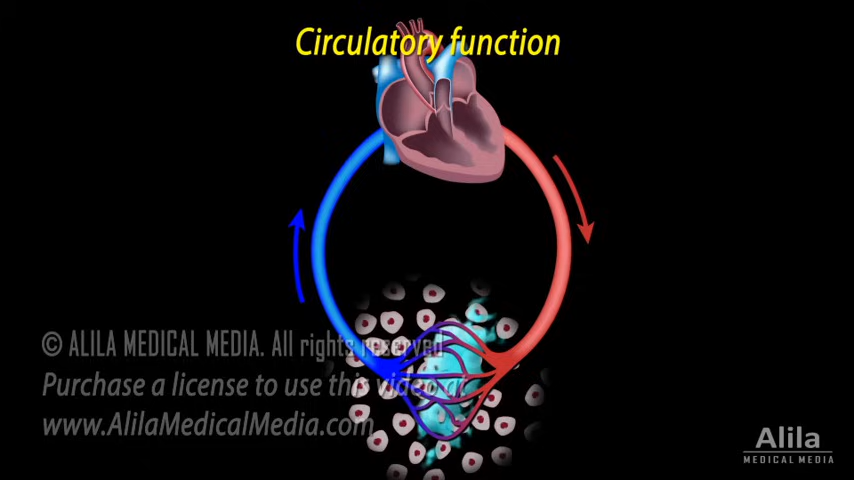 Circulatory function
© ALILA MEDICAL MEDIA. All rights reserved
Purchase a license to use this video at
www.AlilaMedicalMedia.com
Alila
MEDICAL MEDIA